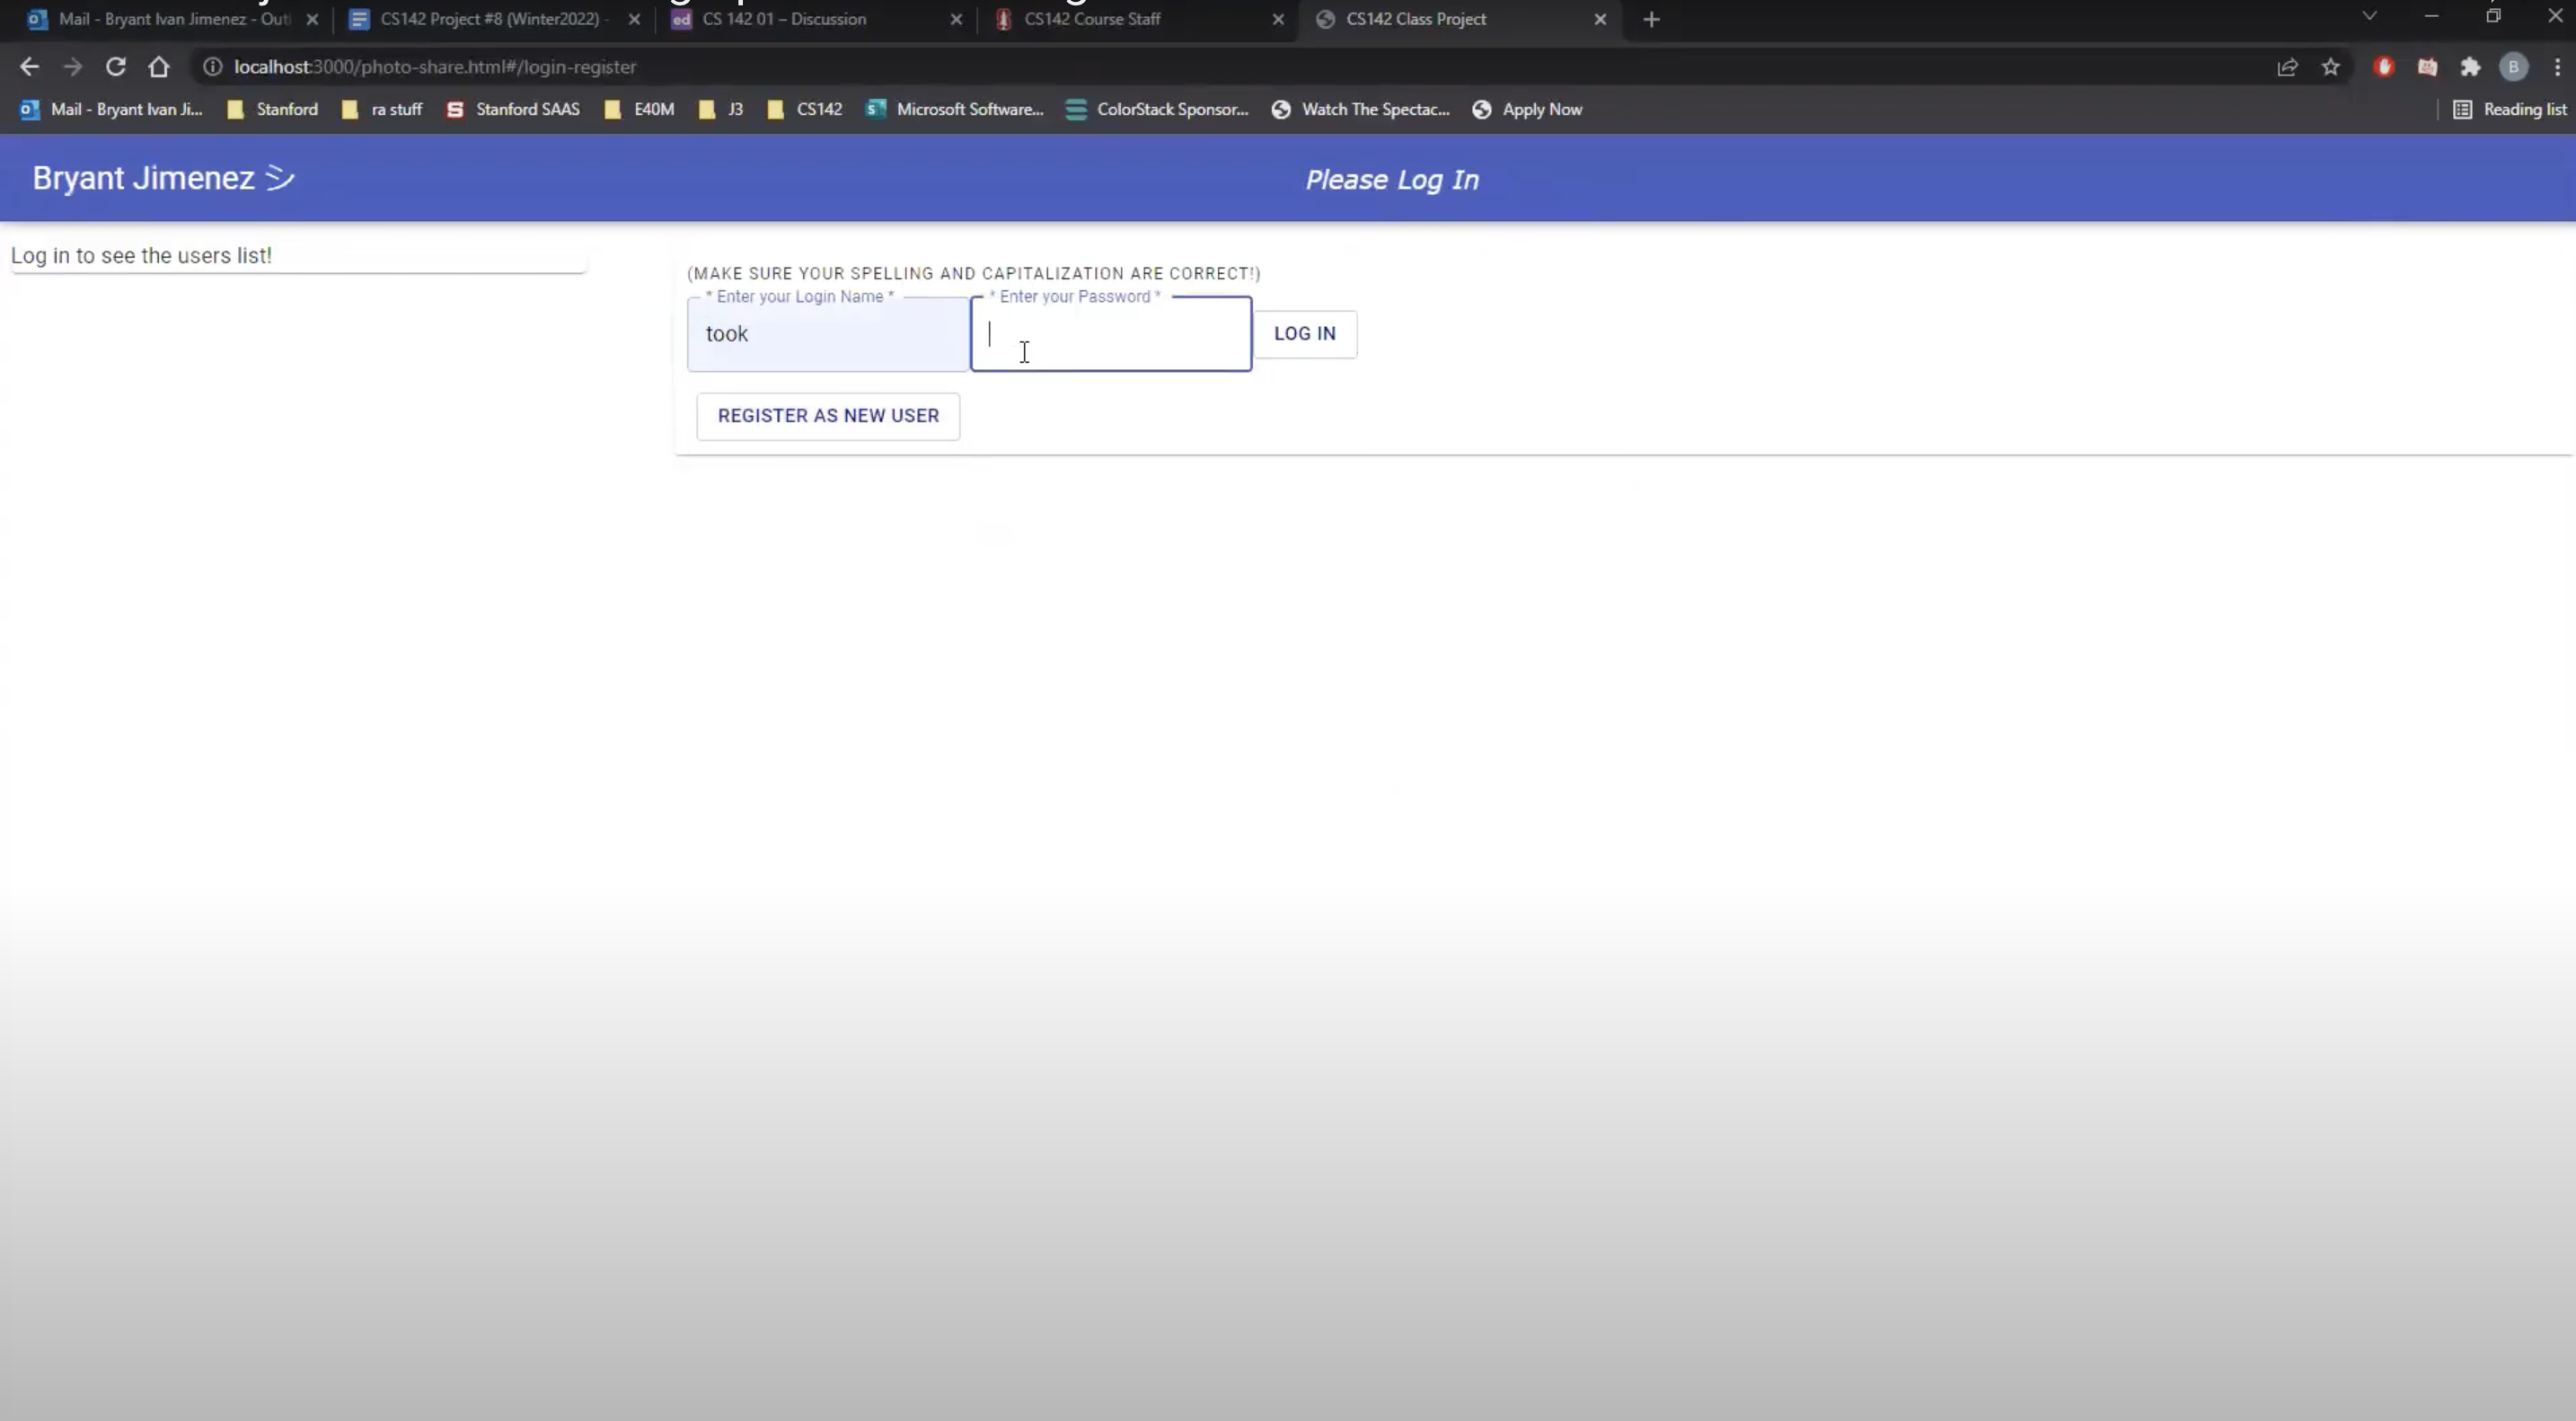 Mail - Bryant Ivan Jimenez - Out
CS142 Project #8 (Winter2022) -
ed CS 142 01 – Discussion
CS142 Course Staff
CS142 Class Project
localhost:3000/photo-share.html#/login-register
B
Mail - Bryant Ivan Ji...
Stanford
ra stuff
S Stanford SAAS
E40M
J3
CS142
Microsoft Software...
ColorStack Sponsor...
Watch The Spectac...
Apply Now
Reading list
Bryant Jimenez シ
Please Log In
Log in to see the users list!
(MAKE SURE YOUR SPELLING AND CAPITALIZATION ARE CORRECT!)
* Enter your Login Name *
* Enter your Password *
took
LOG IN
REGISTER AS NEW USER